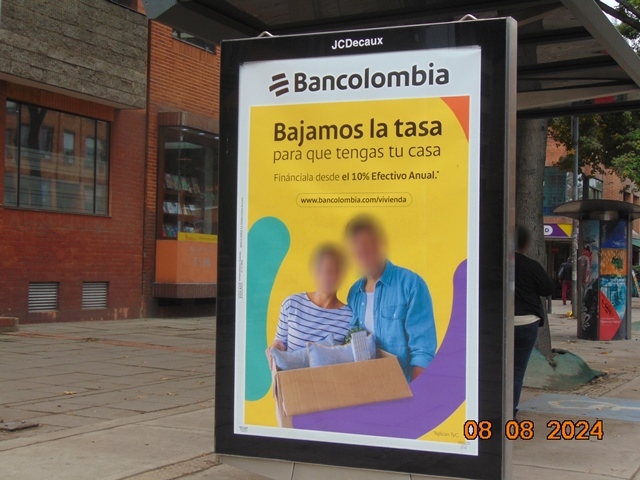 JCDecaux
Bancolombia
Bajamos la tasa
para que tengas tu casa
Finánciala desde el 10% Efectivo Anual.*
www.bancolombia.com/vivienda
08 08 2024